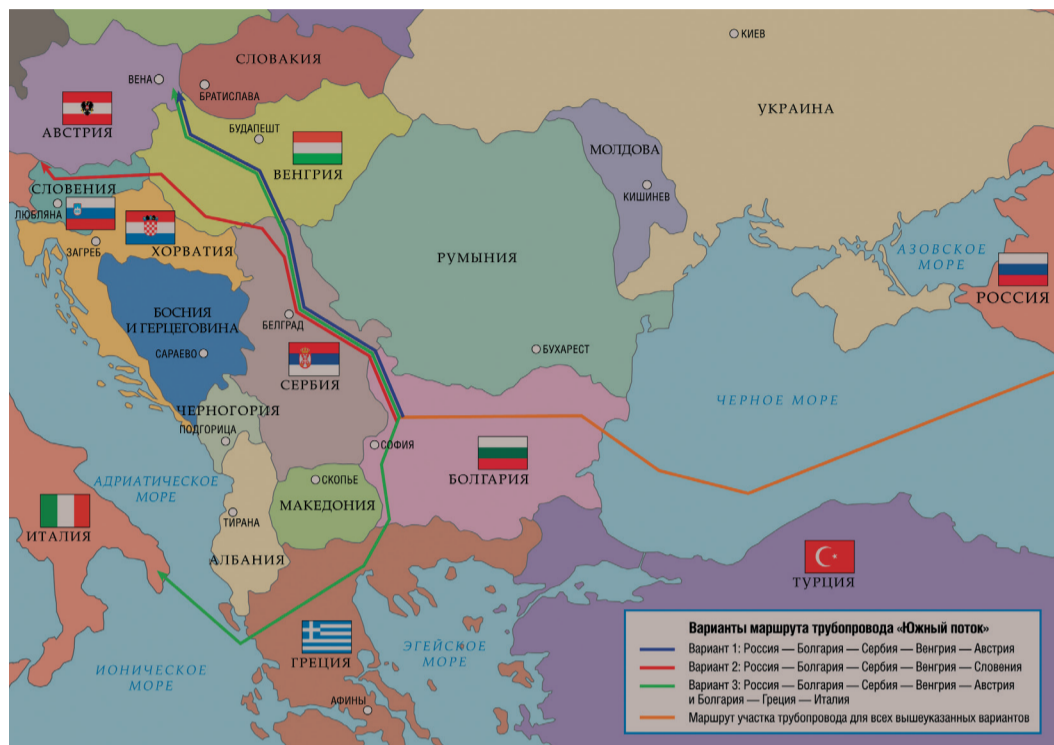 КИЕВ
СЛОВАКИЯ
ВЕНА
БРАТИСЛАВА
УКРАИНА
АВСТРИЯ
БУДАПЕШТ
МОЛДОВА
ВЕНГРИЯ
СЛОВЕНИЯ
КИШИНЕВ
ЛЮБЛЯНА
ЗАГРЕБ
ХОРВАТИЯ
РУМЫНИЯ
АЗОВСКОЕ
МОРЕ
РОССИЯ
БОСНИЯ
И ГЕРЦЕГОВИНА
БЕЛГРАД
САРАЕВО
БУХАРЕСТ
СЕРБИЯ
ЧЕРНОЕ МОРЕ
ЧЕРНОГОРИЯ
ПОДГОРИЦА
СОФИЯ
БОЛГАРИЯ
АДРИАТИЧЕСКОЕ
МОРЕ
СКОПЬЕ
МАКЕДОНИЯ
ИТАЛИЯ
ТИРАНА
АЛБАНИЯ
ТУРЦИЯ
ГРЕЦИЯ
ЭГЕЙСКОЕ
МОРЕ
ИОНИЧЕСКОЕ
МОРЕ
АФИНЫ
Варианты маршрута трубопровода «Южный поток»
Вариант 1: Россия — Болгария — Сербия — Венгрия — Австрия
Вариант 2: Россия — Болгария — Сербия — Венгрия — Словения
Вариант 3: Россия — Болгария — Сербия — Венгрия — Австрия
и Болгария — Греция — Италия
Маршрут участка трубопровода для всех вышеуказанных вариантов